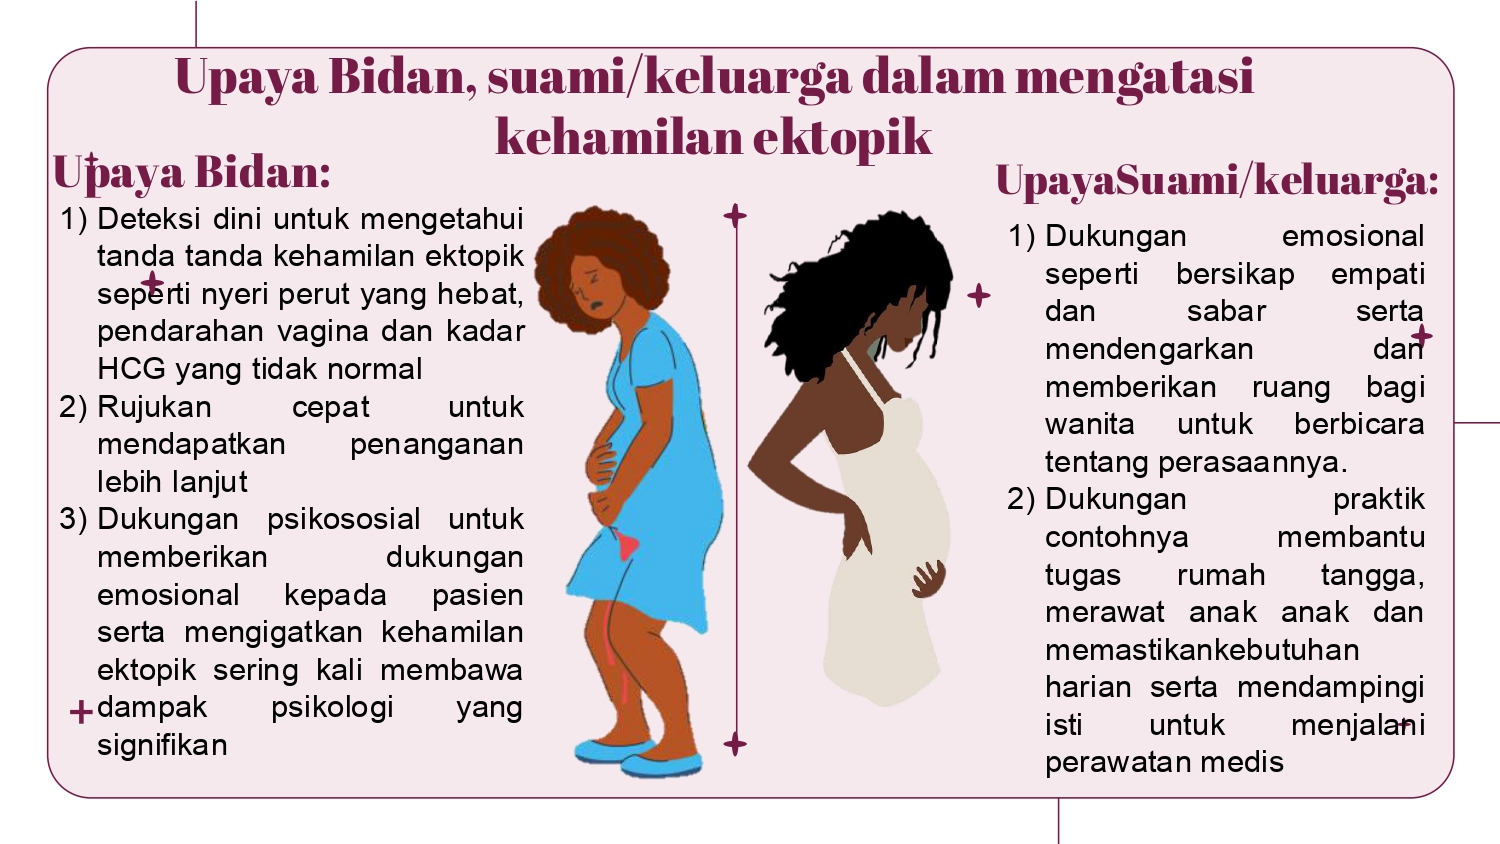 Upaya Bidan, suami/keluarga dalam mengatasi
kehamilan ektopik
Upaya Bidan:
1) Deteksi dini untuk mengetahui
tanda tanda kehamilan ektopik
seperti nyeri perut yang hebat,
pendarahan vagina dan kadar
HCG yang tidak normal
2) Rujukan cepat untuk
mendapatkan penanganan
lebih lanjut
3) Dukungan psikososial untuk
memberikan dukungan
emosional kepada pasien
serta mengigatkan kehamilan
ektopik sering kali membawa
dampak psikologi yang
signifikan
UpayaSuami/keluarga:
1) Dukungan emosional
seperti bersikap empati
dan sabar serta
mendengarkan dan
memberikan ruang bagi
wanita untuk berbicara
tentang perasaannya.
2) Dukungan praktik
contohnya membantu
tugas rumah tangga,
merawat anak anak dan
memastikankebutuhan
harian serta mendampingi
isti untuk menjalani
perawatan medis